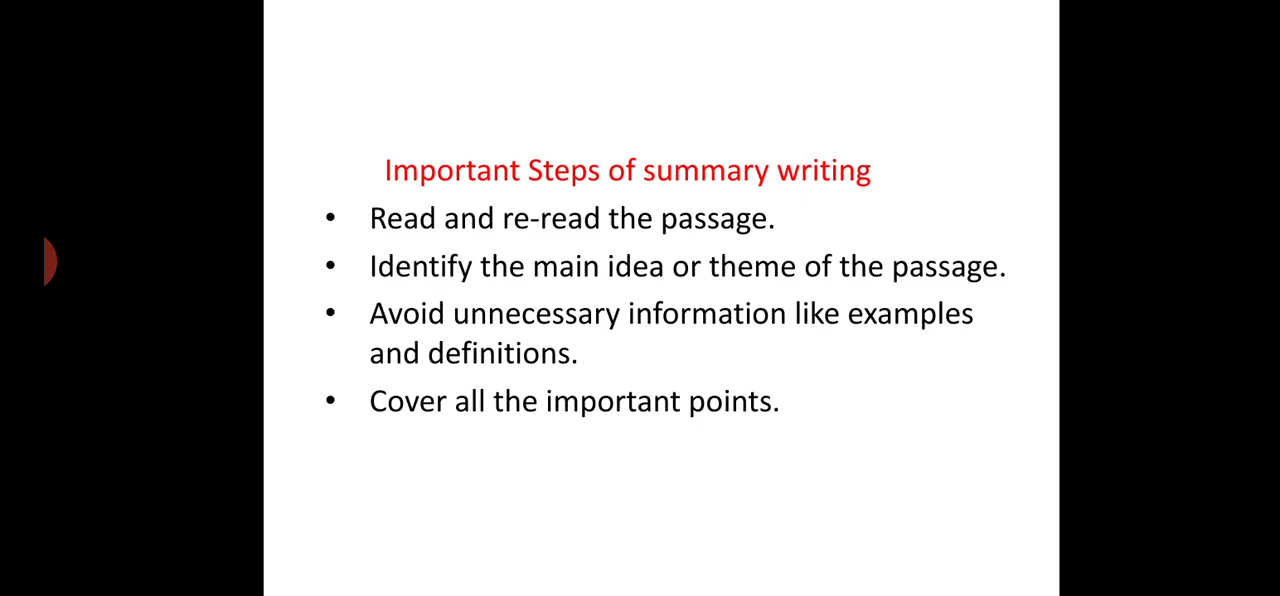 Important Steps of summary writing
• Read and re-read the passage.
• Identify the main idea or theme of the passage.
• Avoid unnecessary information like examples
and definitions.
• Cover all the important points.